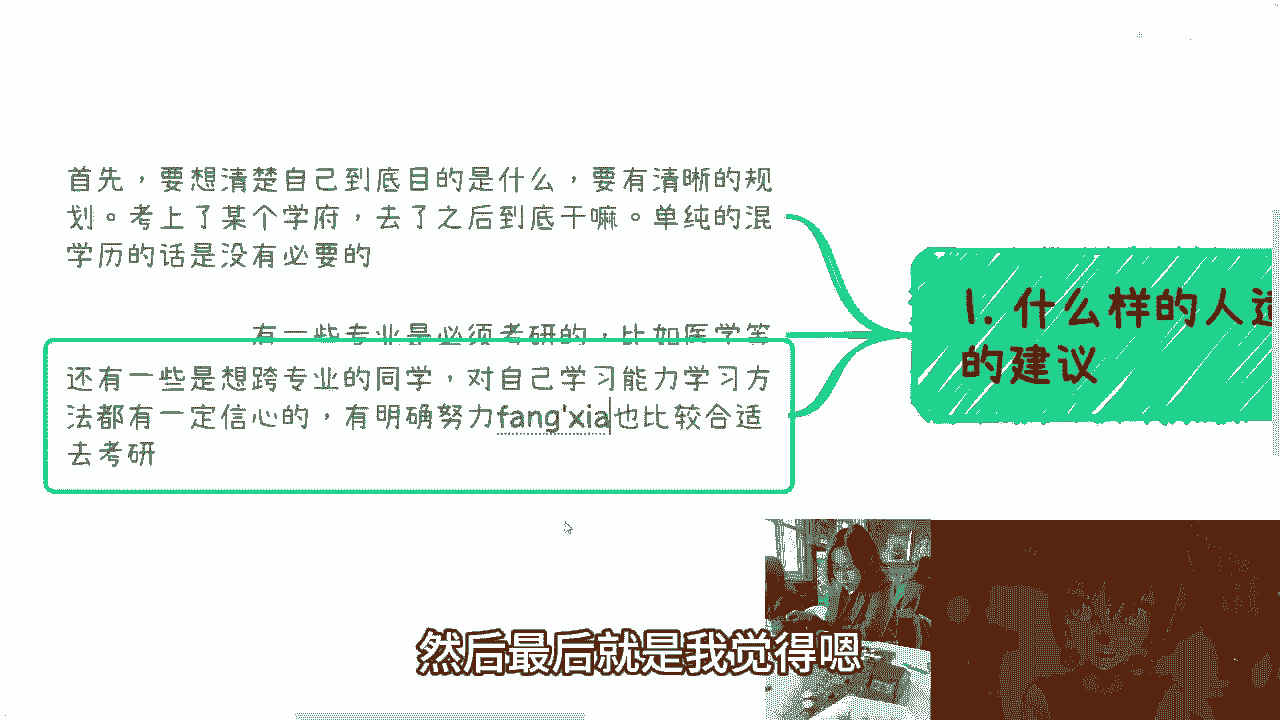 首先，要想清楚自己到底目的是什么，要有清晰的规
划。考上了某个学府，去了之后到底干嘛。单纯的混
学历的话是没有必要的
有一些专业是必须考研的，比如医学等
还有一些是想跨专业的同学，对自己学习能力学习方
法都有一定信心的，有明确努力fang'xia也比较合适
去考研
1. 什么样的人适
的建议
然后最后就是我觉得嗯